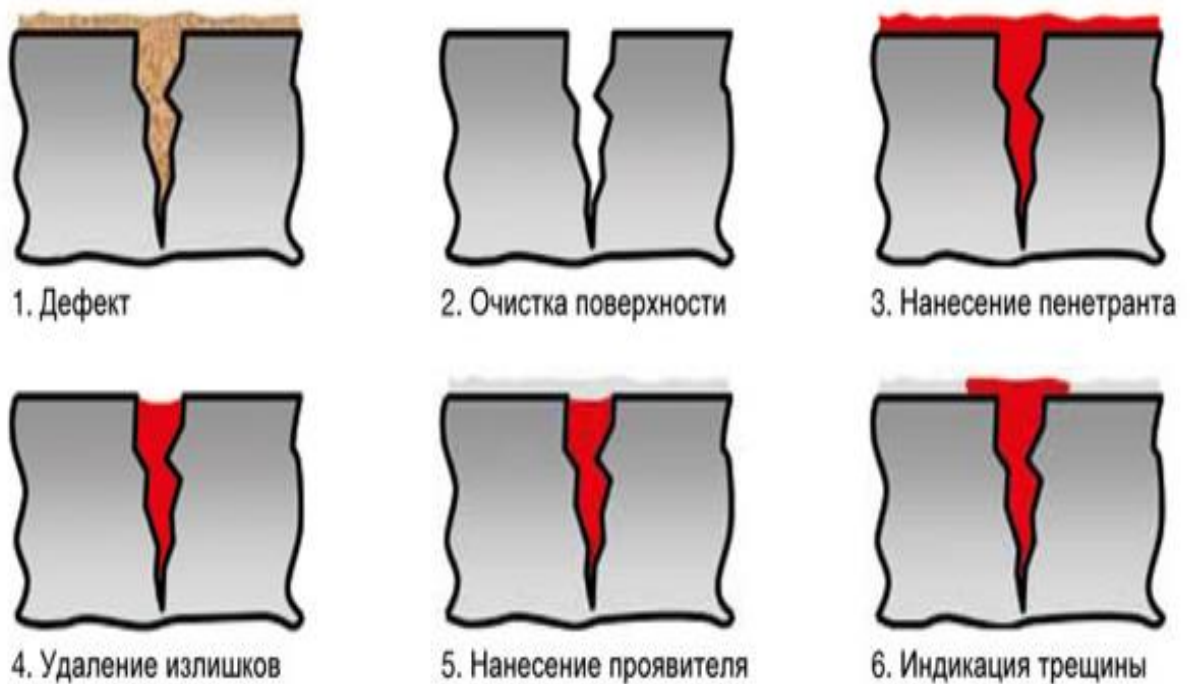 1. Дефект
2. Очистка поверхности
3. Нанесение пенетранта
4. Удаление излишков
5. Нанесение проявителя
6. Индикация трещины